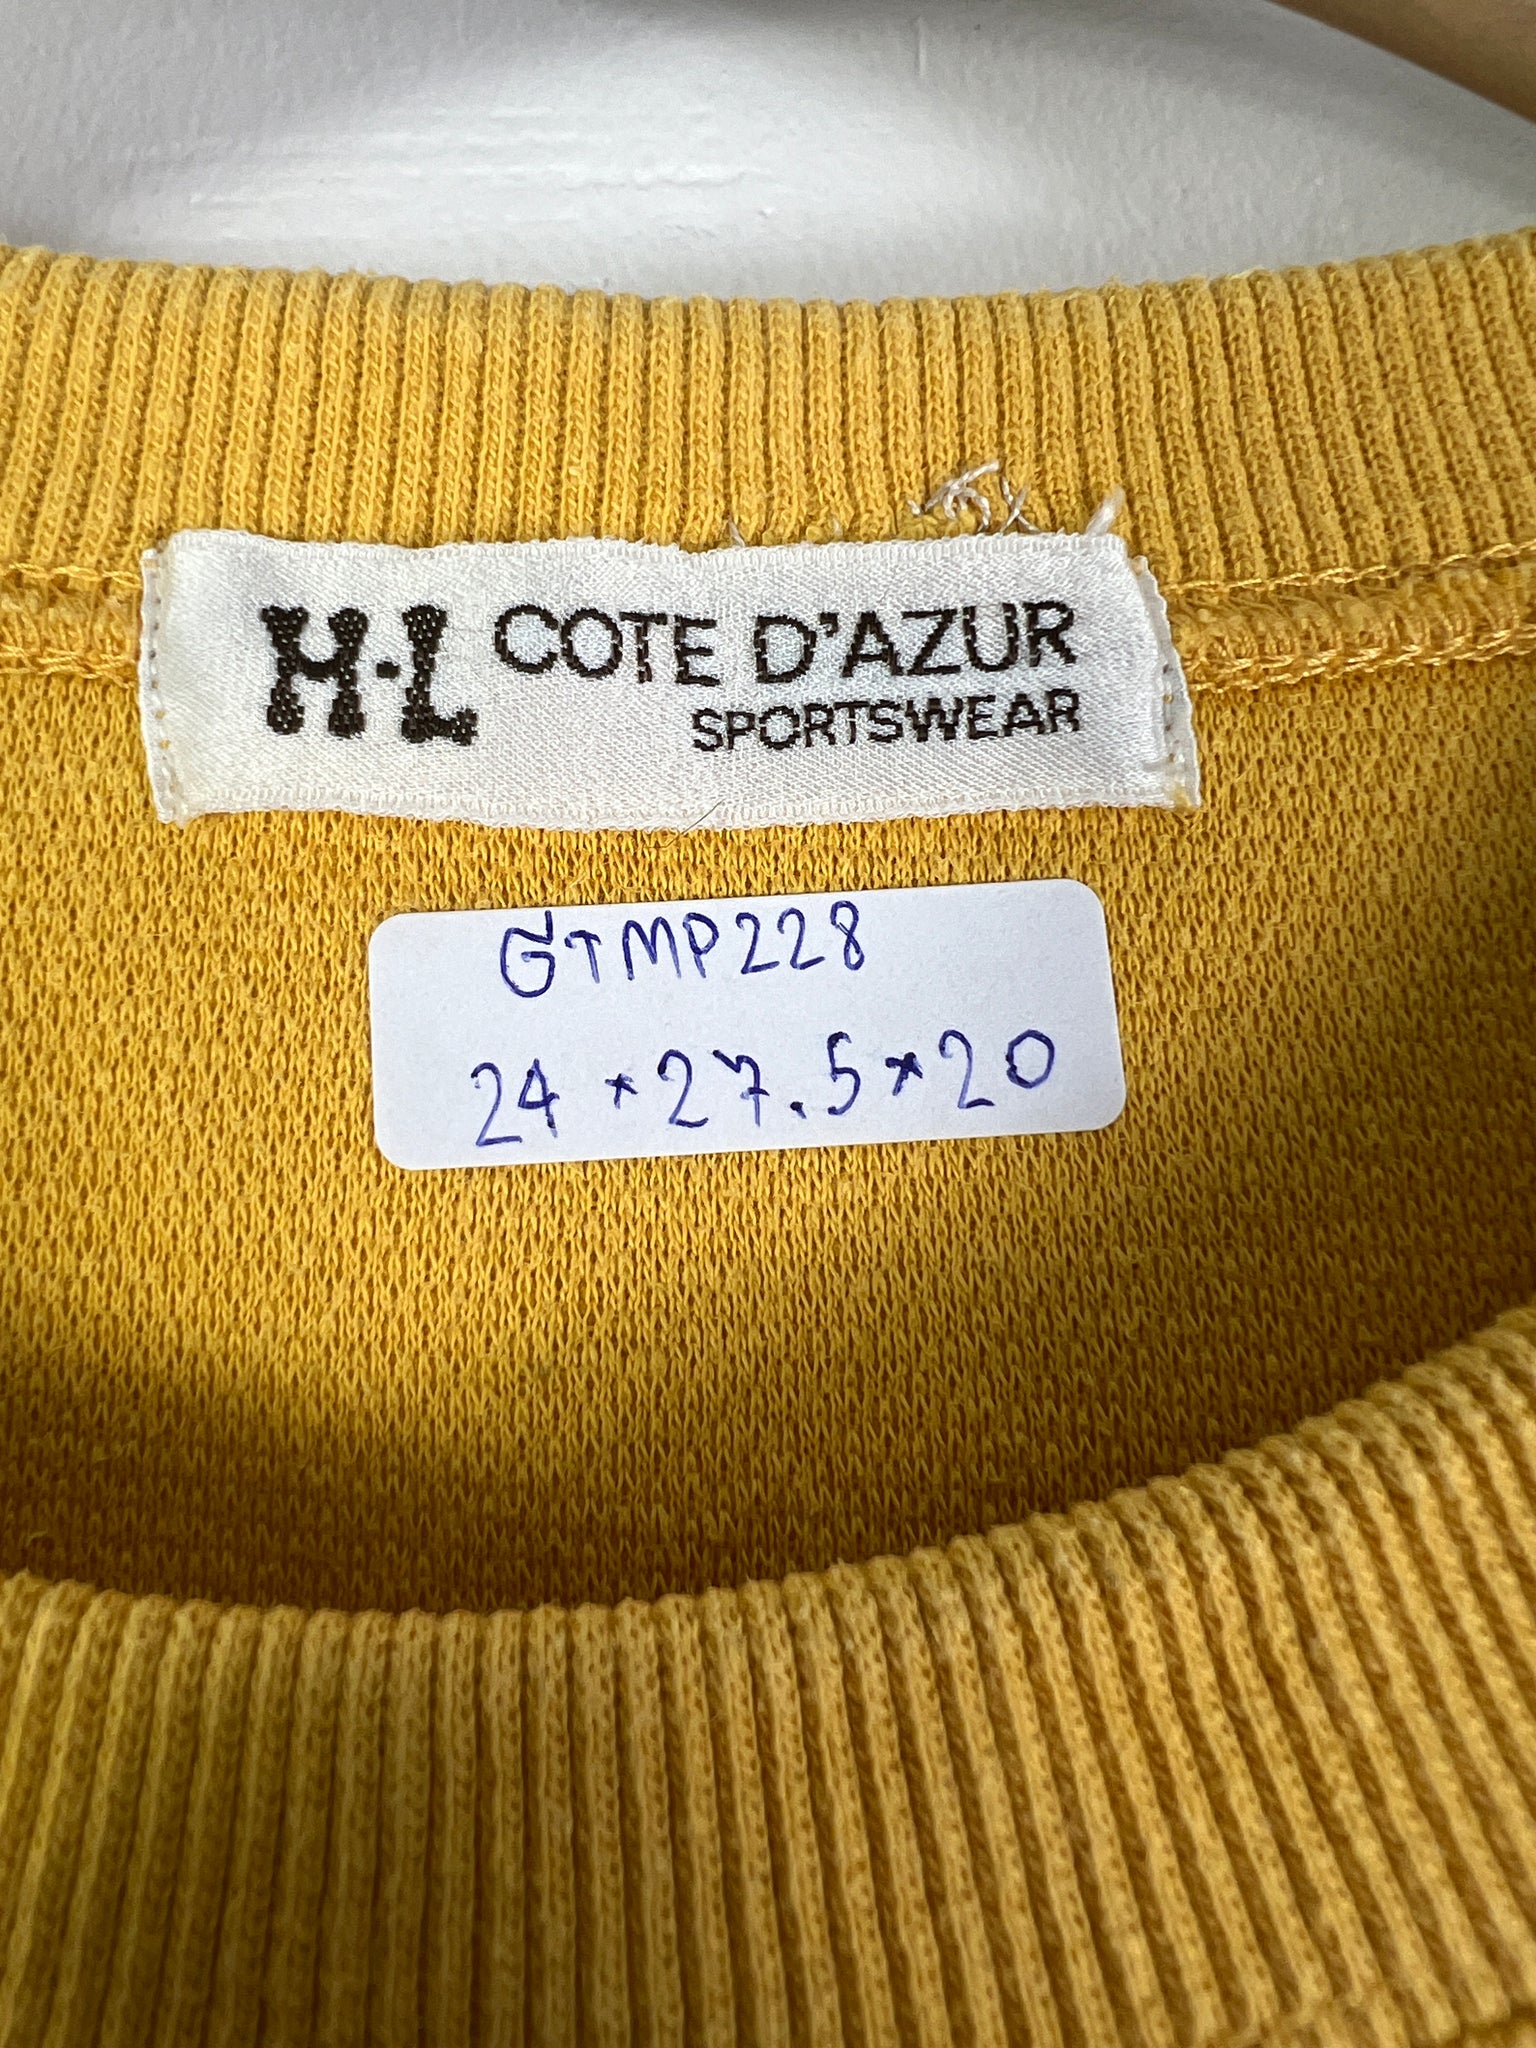 H·L COTE D'AZUR
SPORTSWEAR
GTMP228
24*27.5*20